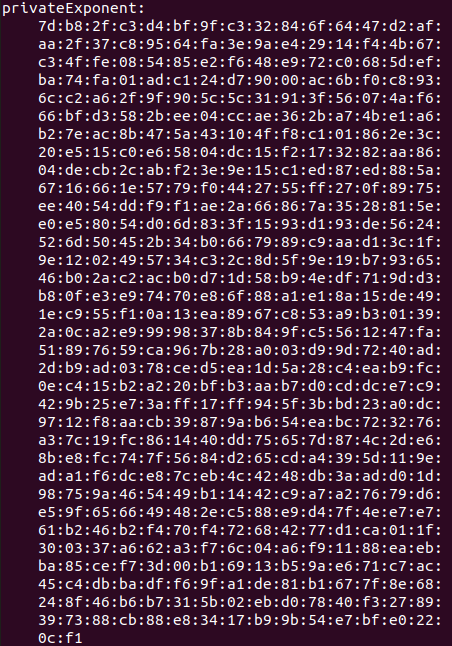 privateExponent:
7d:b8:2f:c3:d4:bf:9f:c3:32:84:6f:64:47:d2:af:
aa:2f:37:c8:95:64:fa:3e:9a:e4:29:14:f4:4b:67:
c3:4f:fe:08:54:85:e2:f6:48:e9:72:c0:68:5d:ef:
ba:74:fa:01:ad:c1:24:d7:90:00:ac:6b:f0:c8:93:
6c:c2:a6:2f:9f:90:5c:5c:31:91:3f:56:07:4a:f6:
66:bf:d3:58:2b:ee:04:cc:ae:36:2b:a7:4b:e1:a6:
b2:7e:ac:8b:47:5a:43:10:4f:f8:c1:01:86:2e:3c:
20:e5:15:c0:e6:58:04:dc:15:f2:17:32:82:aa:86:
04:de:cb:2c:ab:f2:3e:9e:15:c1:ed:87:ed:88:5a:
67:16:66:1e:57:79:f0:44:27:55:ff:27:0f:89:75:
ee:40:54:dd:f9:f1:ae:2a:66:86:7a:35:28:81:5e:
e0:e5:80:54:d0:6d:83:3f:15:93:d1:93:de:56:24:
52:6d:50:45:2b:34:b0:66:79:89:c9:aa:d1:3c:1f:
9e:12:02:49:57:34:c3:2c:8d:5f:9e:19:b7:93:65:
46:b0:2a:c2:ac:b0:d7:1d:58:b9:4e:df:71:9d:d3:
b8:0f:e3:e9:74:70:e8:6f:88:a1:e1:8a:15:de:49:
1e:c9:55:f1:0a:13:ea:89:67:c8:53:a9:b3:01:39:
2a:0c:a2:e9:99:98:37:8b:84:9f:c5:56:12:47:fa:
51:89:76:59:ca:96:7b:28:a0:03:d9:9d:72:40:ad:
2d:b9:ad:03:78:ce:d5:ea:1d:5a:28:c4:ea:b9:fc:
0e:c4:15:b2:a2:20:bf:b3:aa:b7:d0:cd:dc:e7:c9:
42:9b:25:e7:3a:ff:17:ff:94:5f:3b:bd:23:a0:dc:
97:12:f8:aa:cb:39:87:9a:b6:54:ea:bc:72:32:76:
a3:7c:19:fc:86:14:40:dd:75:65:7d:87:4c:2d:e6:
8b:e8:fc:74:7f:56:84:d2:65:cd:a4:39:5d:11:9e:
ad:a1:f6:dc:e8:7c:eb:4c:42:48:db:3a:ad:d0:1d:
98:75:9a:46:54:49:b1:14:42:c9:a7:a2:76:79:d6:
e5:9f:65:66:49:48:2e:c5:88:e9:d4:7f:4e:e7:e7:
61:b2:46:b2:f4:70:f4:72:68:42:77:d1:ca:01:1f:
30:03:37:a6:62:a3:f7:6c:04:a6:f9:11:88:ea:eb:
ba:85:ce:f7:3d:00:b1:69:13:b5:9a:e6:71:c7:ac:
45:c4:db:ba:df:f6:9f:a1:de:81:b1:67:7f:8e:68:
24:8f:46:b6:b7:31:5b:02:eb:d0:78:40:f3:27:89:
39:73:88:cb:88:e8:34:17:b9:9b:54:e7:bf:e0:22:
0c:f1